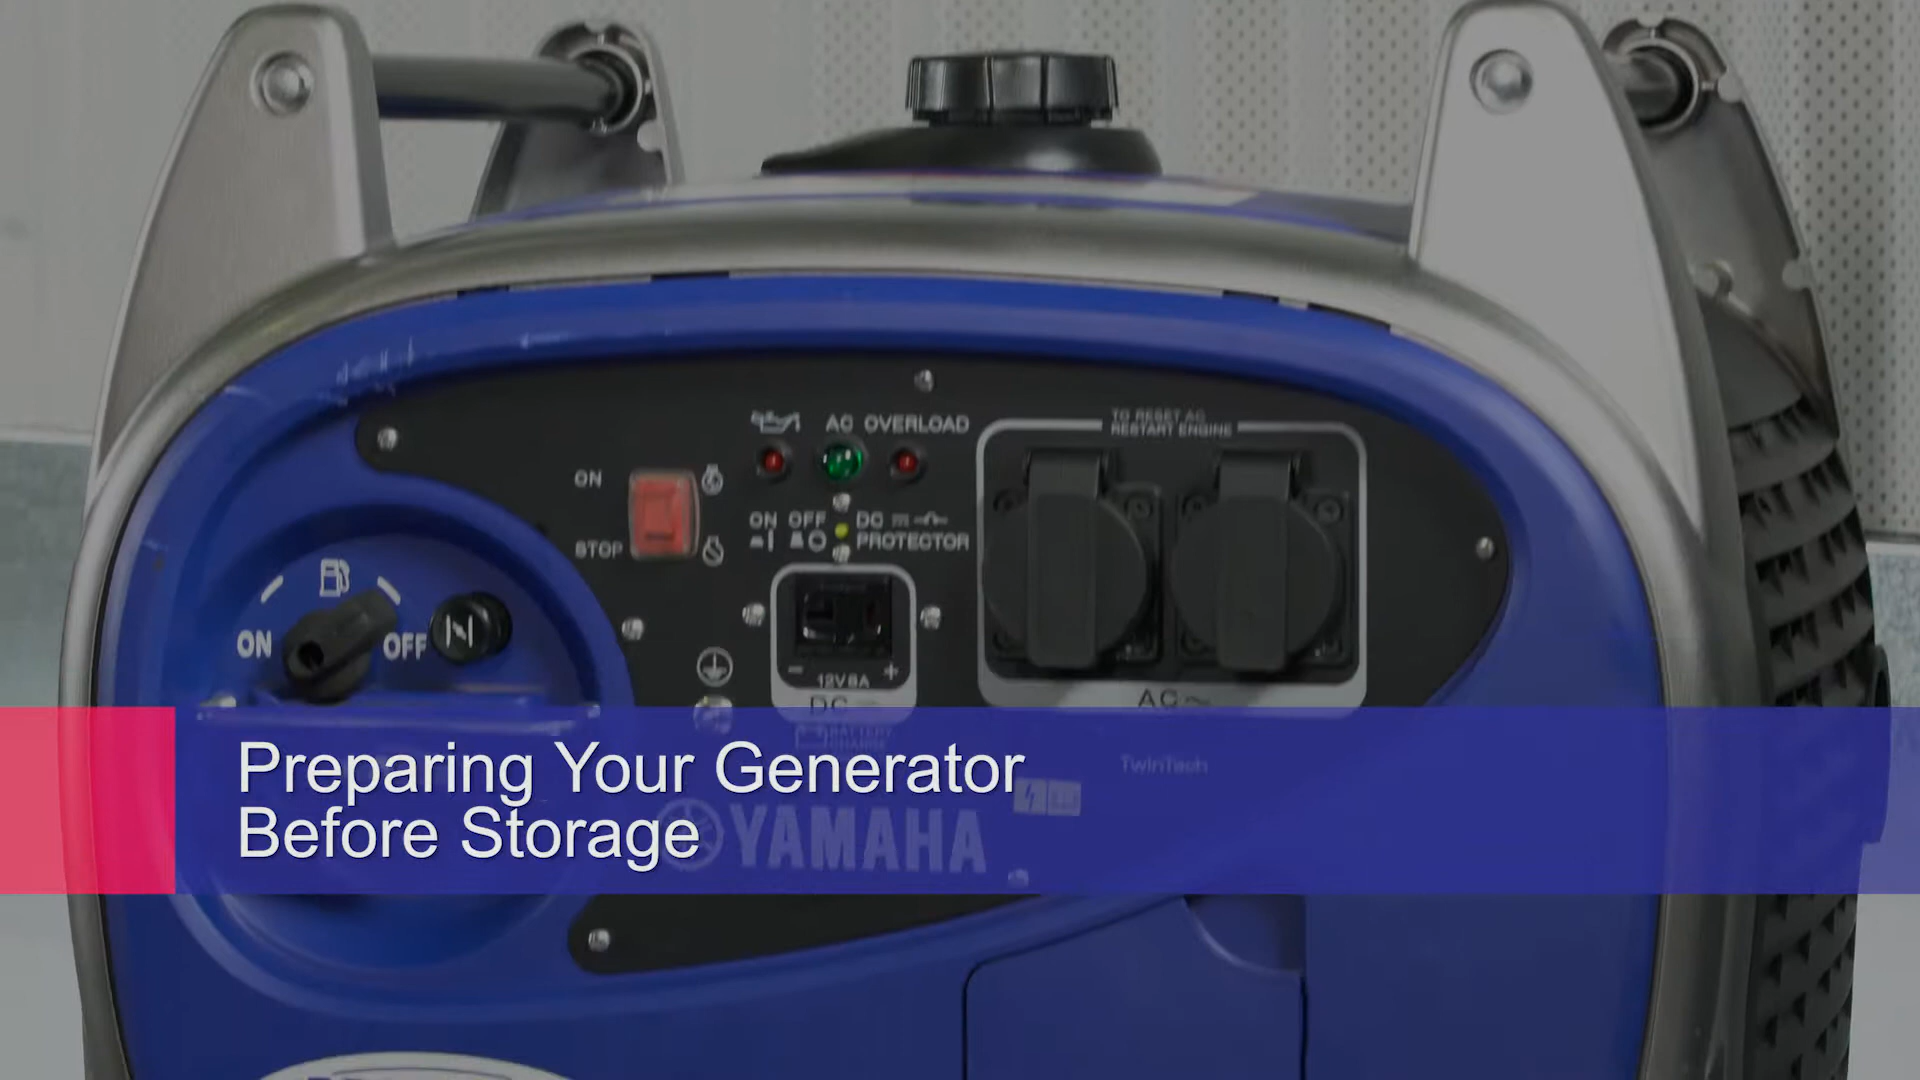 AC OVERLOAD
TO RESET AC
RESTART ENGINE
ON
STOP
ON OFF
DC
PROTECTOR
ON
OFF
- +
12V8A
DC
AC
BATTERY
TwinTech
Preparing Your Generator
Before Storage
YAMAHA